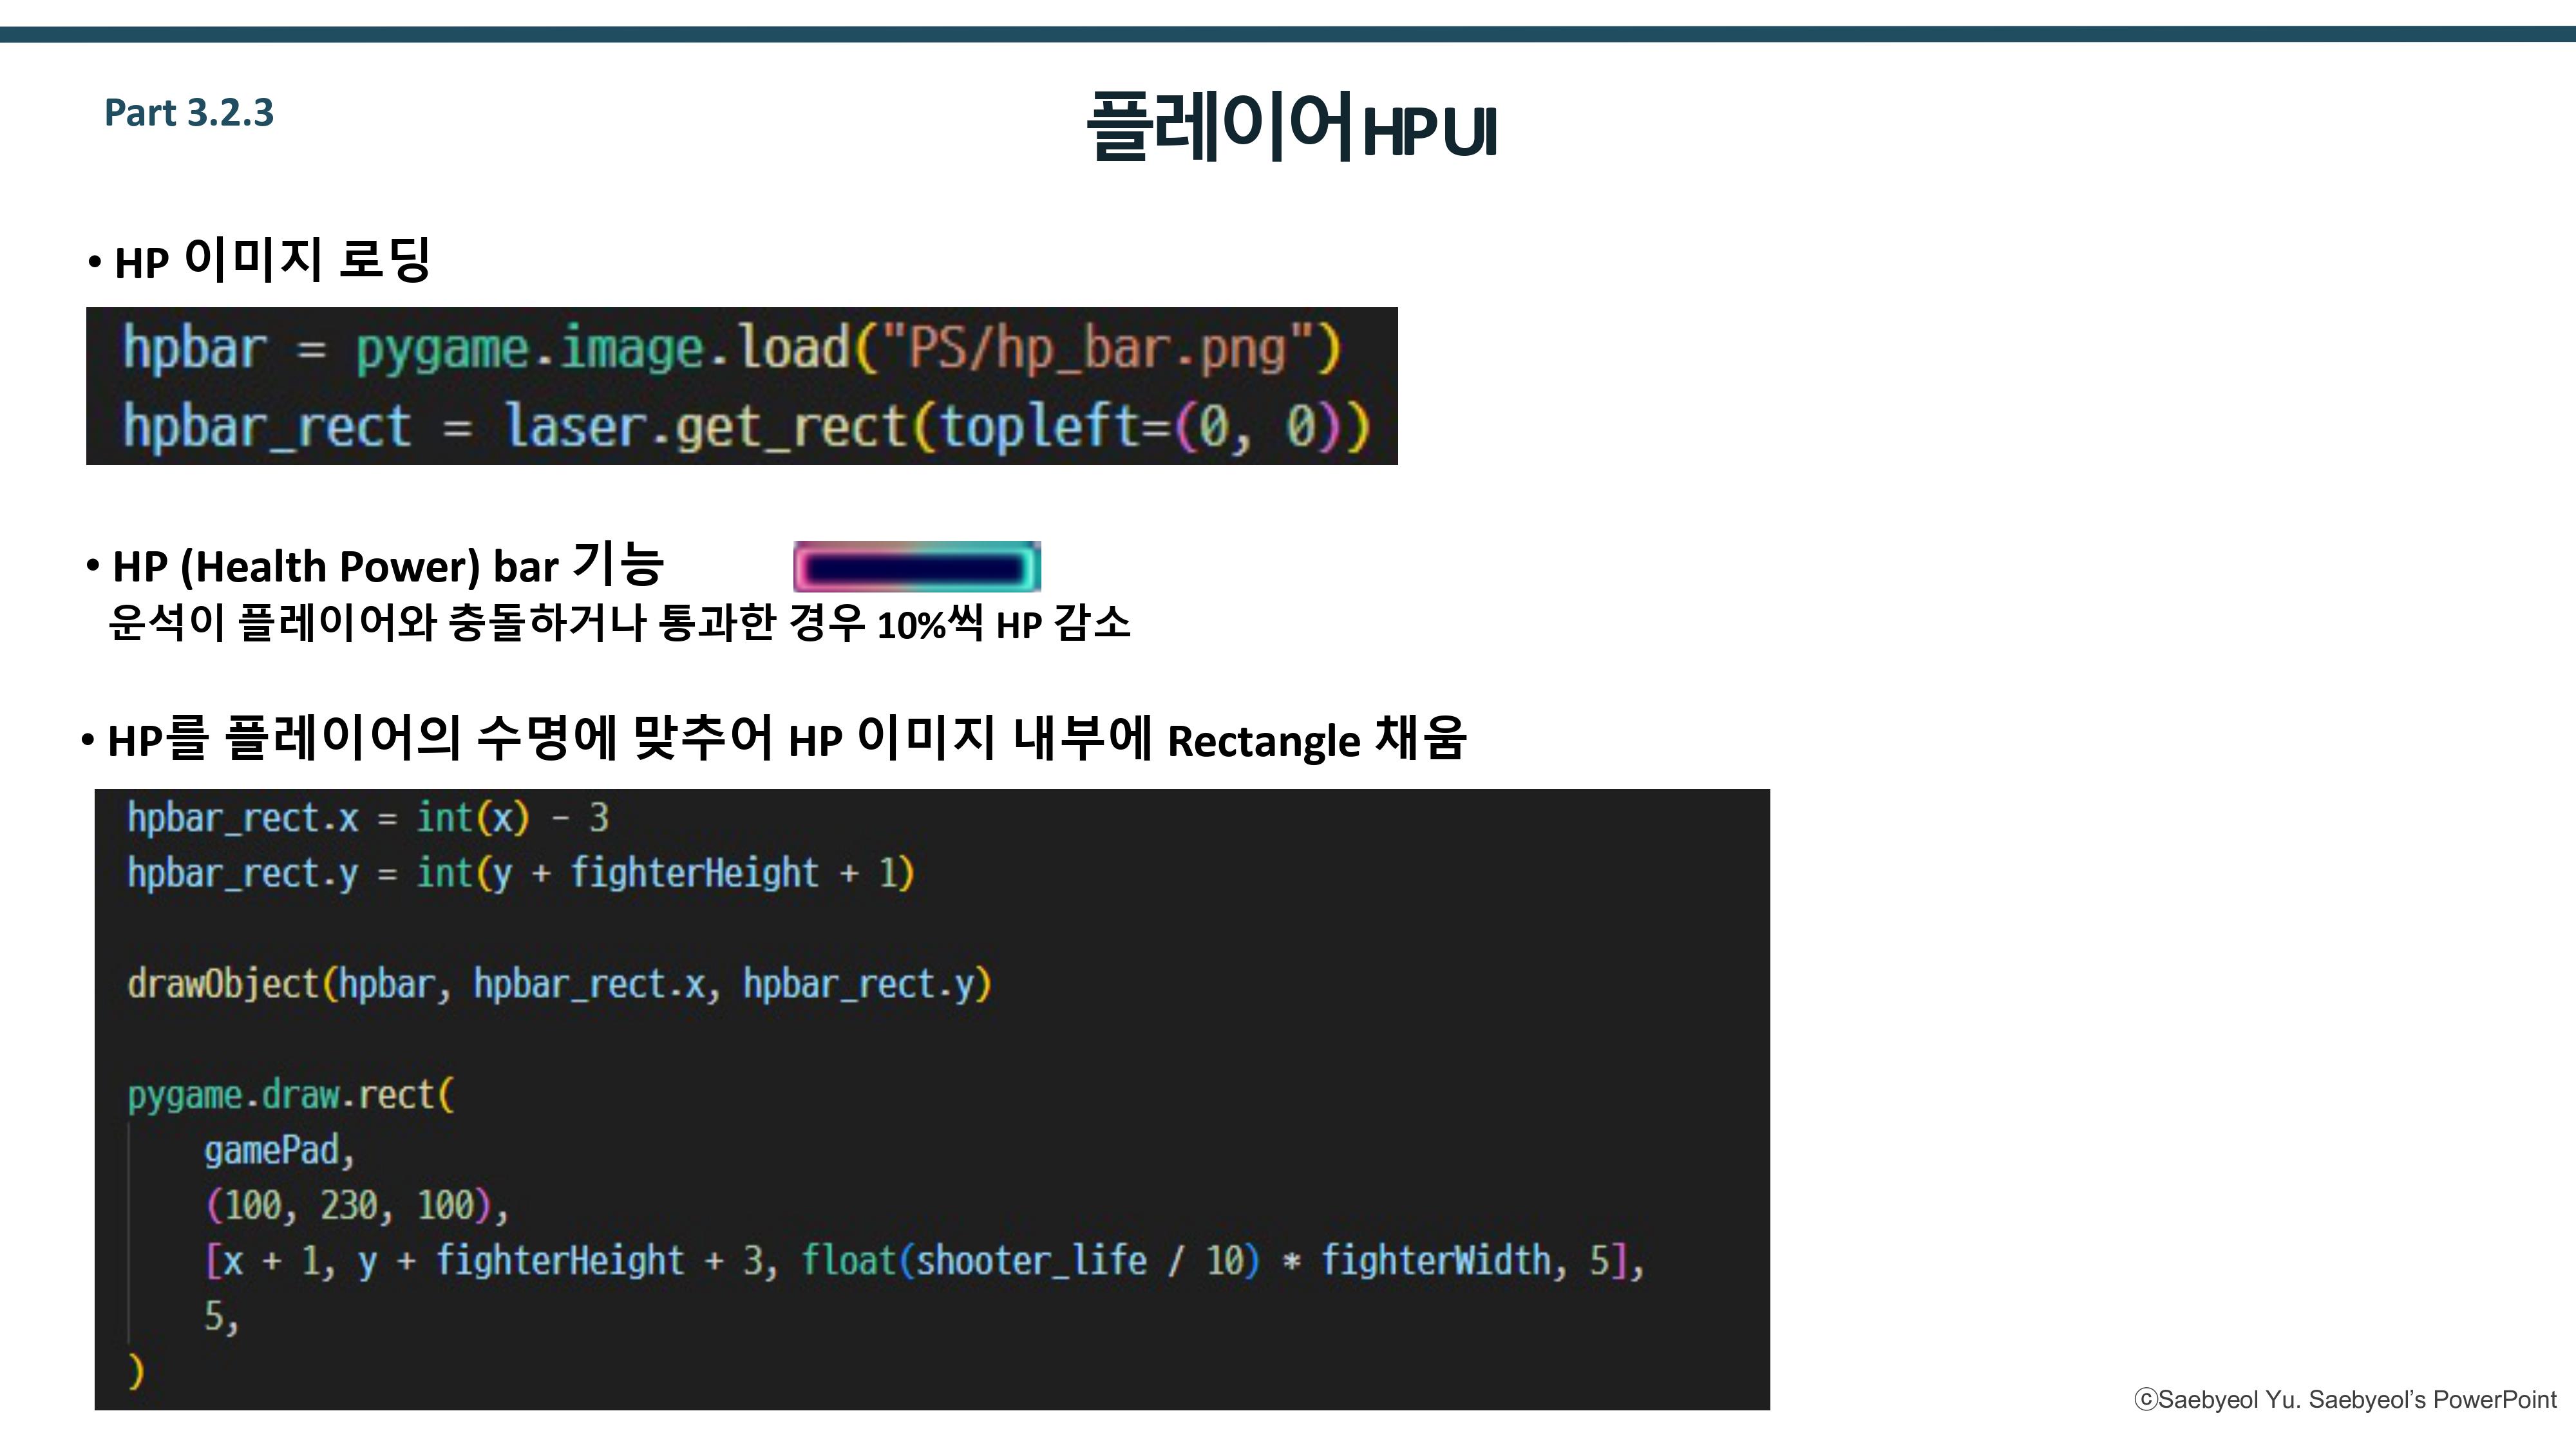 Part 3.2.3
플레이어 HP UI
• HP 이미지 로딩
hpbar = pygame.image.load("PS/hp_bar.png")
hpbar_rect = laser.get_rect(topleft=(0, 0))
• HP (Health Power) bar 기능
운석이 플레이어와 충돌하거나 통과한 경우 10%씩 HP 감소
• HP를 플레이어의 수명에 맞추어 HP 이미지 내부에 Rectangle 채움
hpbar_rect.x = int(x) - 3
hpbar_rect.y = int(y + fighterHeight + 1)
drawObject(hpbar, hpbar_rect.x, hpbar_rect.y)
pygame.draw.rect(
gamePad,
(100, 230, 100),
[x + 1, y + fighterHeight + 3, float(shooter_life / 10) * fighterWidth, 5],
5,
)
ⓒSaebyeol Yu. Saebyeol’s PowerPoint